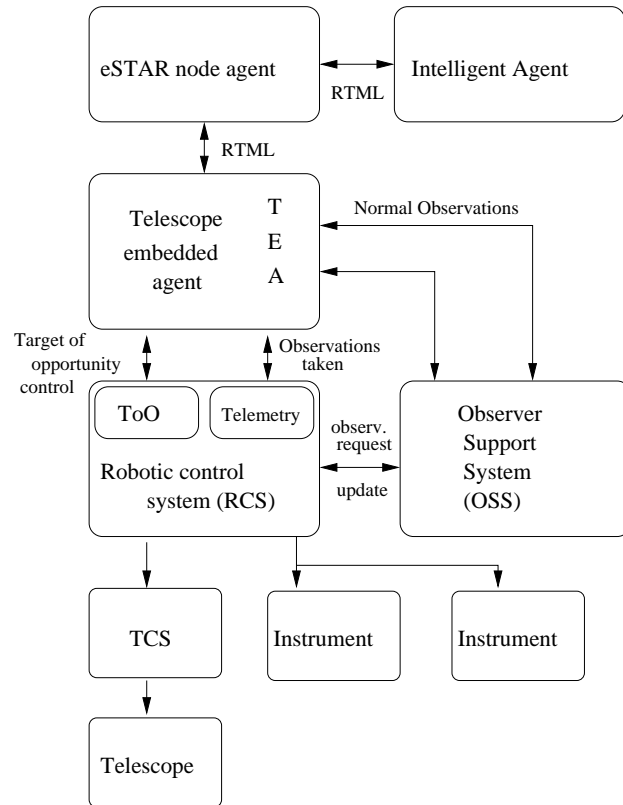 eSTAR node agent
Intelligent Agent
RTML
RTML
Telescope
embedded
agent
T
E
A
Normal Observations
Target of
opportunity
control
Observations
taken
ToO
Telemetry
Robotic control
system (RCS)
observ.
request
update
Observer
Support
System
(OSS)
TCS
Instrument
Instrument
Telescope